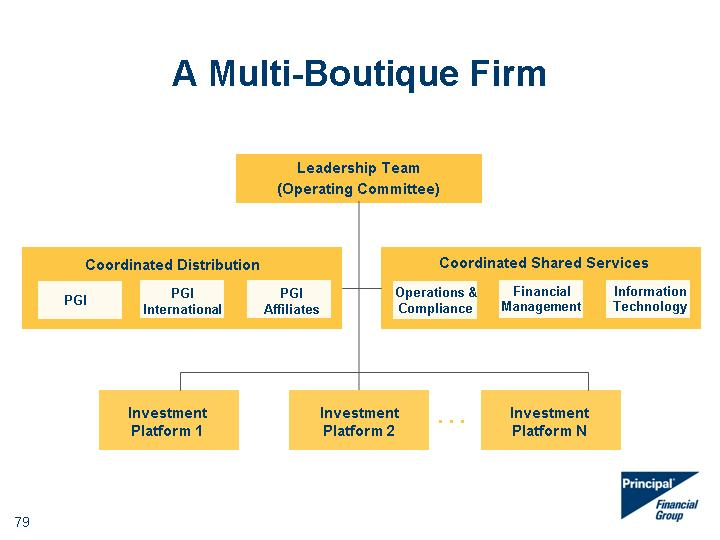 A Multi-Boutique Firm
Leadership Team
(Operating Committee)
Coordinated Distribution
PGI
PGI
International
PGI
Affiliates
Coordinated Shared Services
Operations &
Compliance
Financial
Management
Information
Technology
Investment
Platform 1
Investment
Platform 2
...
Investment
Platform N
Principal
Financial
Group
79